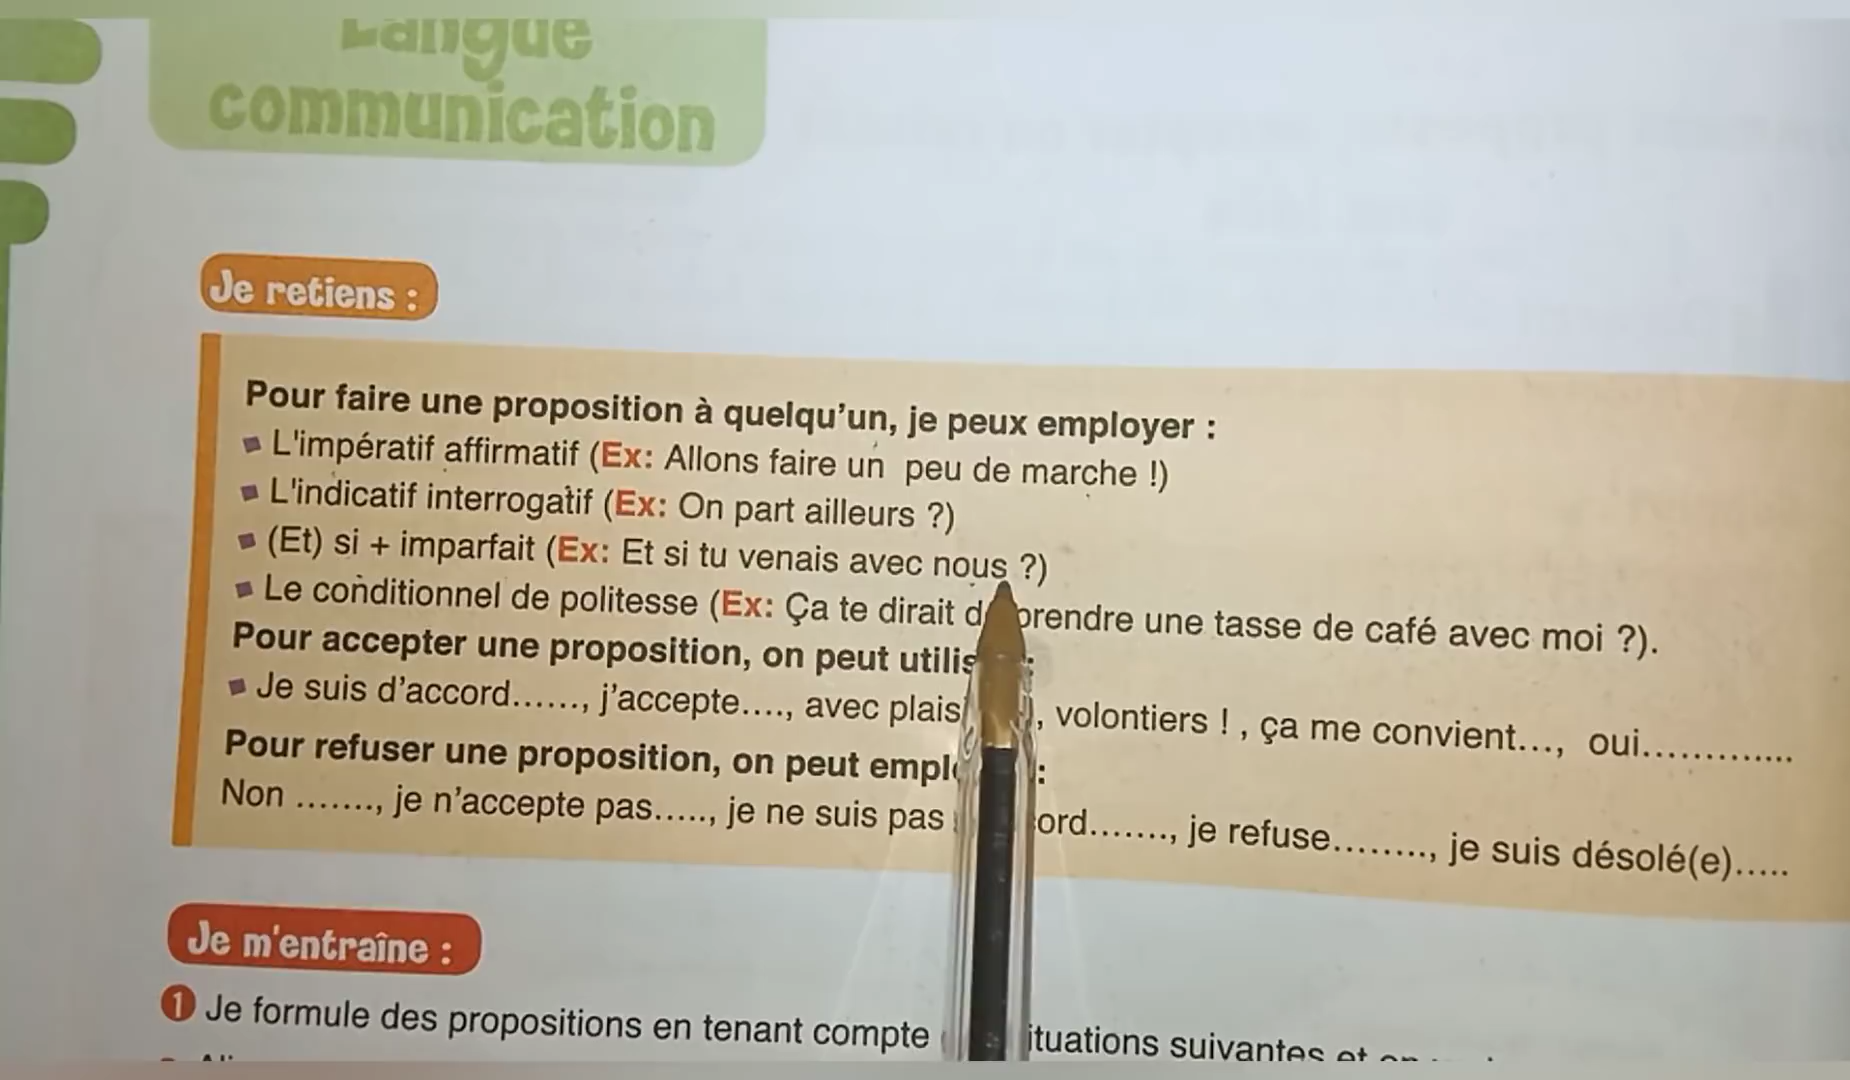 Langue
communication
Je retiens :
Pour faire une proposition à quelqu'un, je peux employer :
L'impératif affirmatif (Ex: Allons faire un peu de marche !)
L'indicatif interrogatif (Ex: On part ailleurs ?)
(Et) si + imparfait (Ex: Et si tu venais avec nous ?)
Le conditionnel de politesse (Ex: Ça te dirait prendre une tasse de café avec moi ?).
Pour accepter une proposition, on peut :
Je suis d'accord......, j'accepte...., avec , volontiers ! , ça me convient..., oui.............
Pour refuser une proposition, on peut :
Non ......., je n'accepte pas....., je ne suis pas ......., je refuse........, je suis désolé(e).....
Je m'entraîne :
1 Je formule des propositions en tenant compte suivantes et